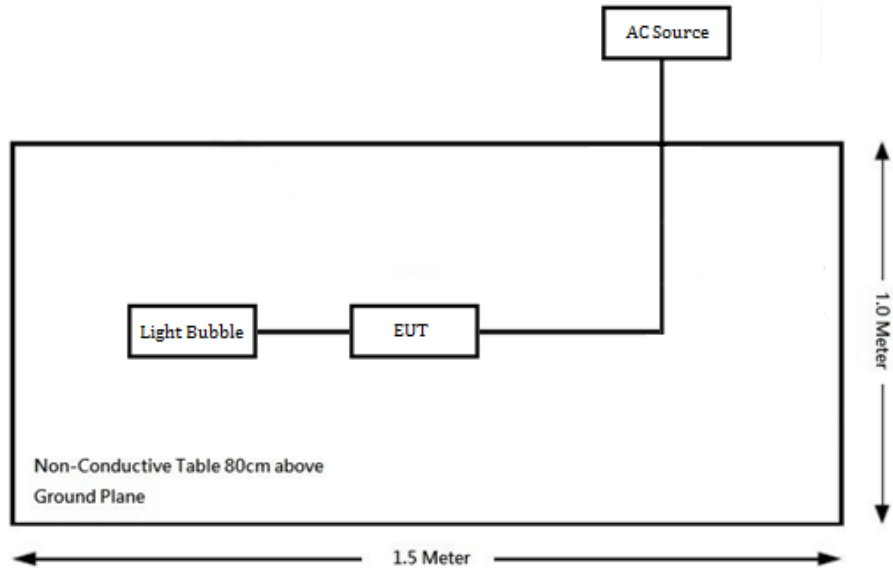 AC Source
Light Bubble
EUT
1.0 Meter
Non-Conductive Table 80cm above
Ground Plane
1.5 Meter